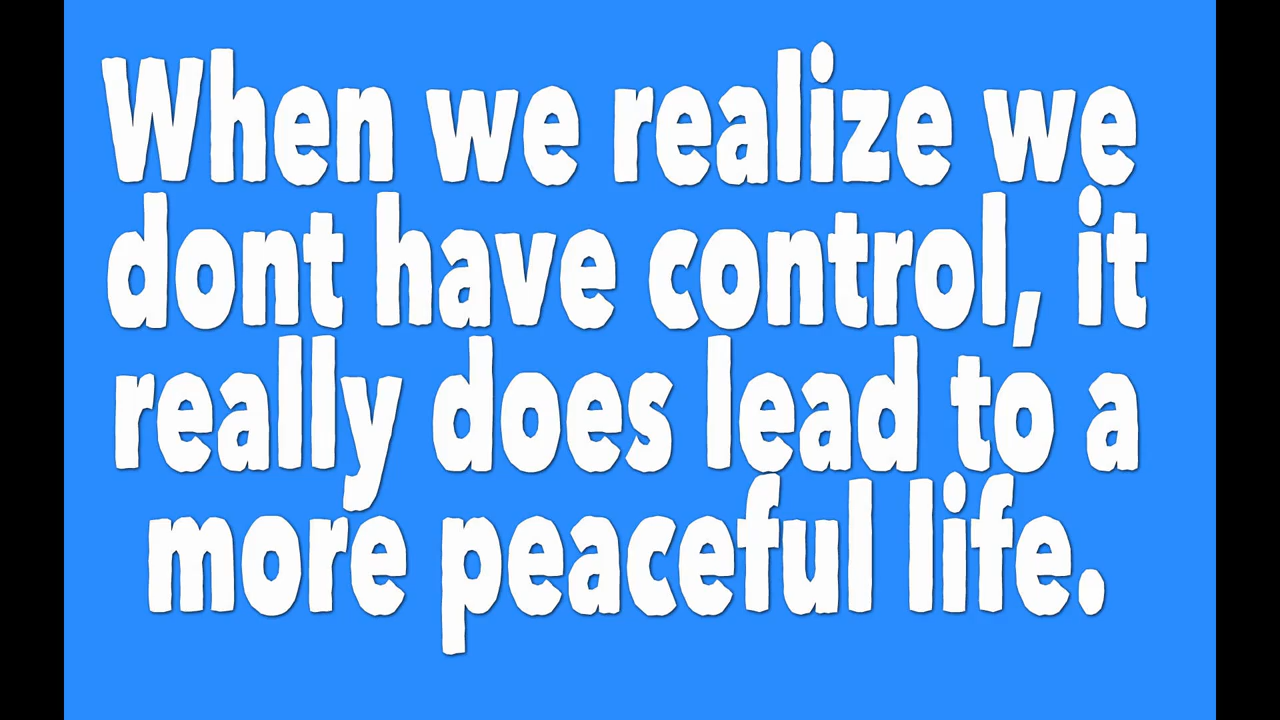 When we realize we
dont have control, it
really does lead to a
more peaceful life.